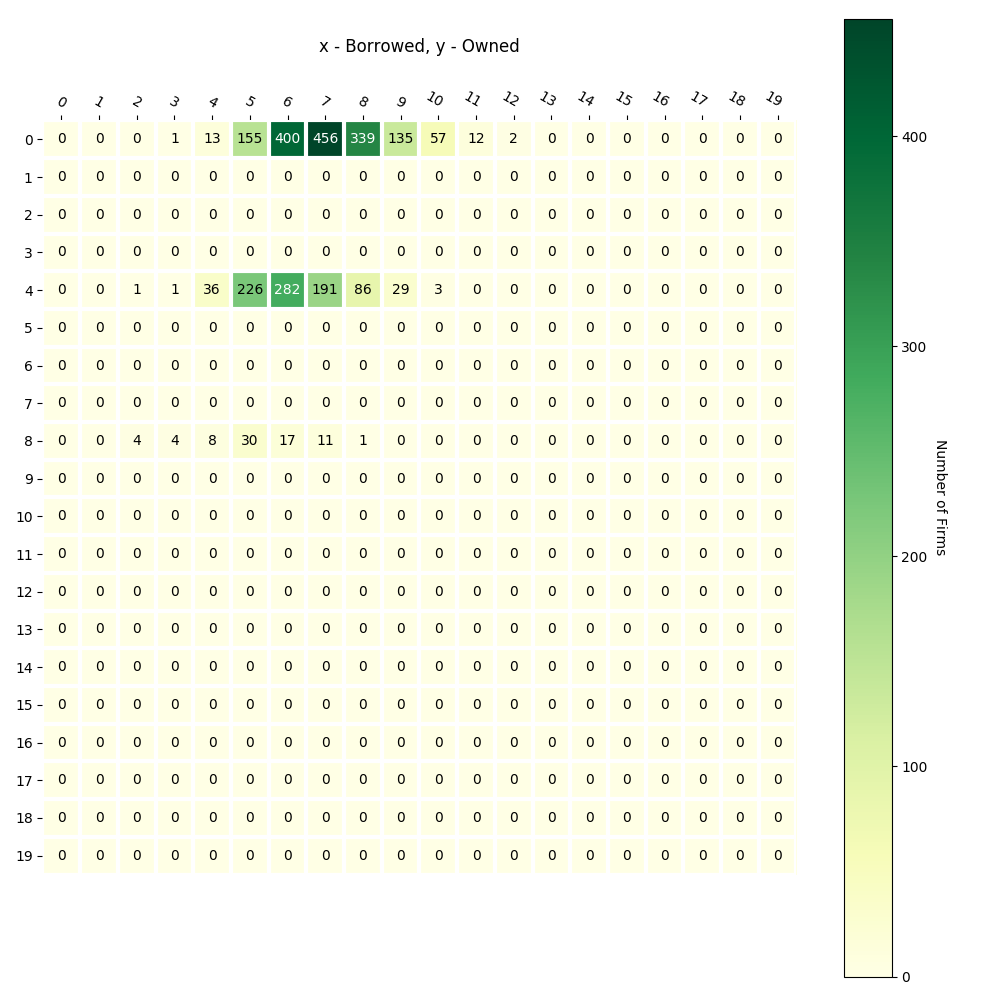 x - Borrowed, y - Owned
0 1 2 3 4 5 6 7 8 9 10 11 12 13 14 15 16 17 18 19
0 0 0 0 1 13 155 400 456 339 135 57 12 2 0 0 0 0 0 0 0
1 0 0 0 0 0 0 0 0 0 0 0 0 0 0 0 0 0 0 0 0
2 0 0 0 0 0 0 0 0 0 0 0 0 0 0 0 0 0 0 0 0
3 0 0 0 0 0 0 0 0 0 0 0 0 0 0 0 0 0 0 0 0
4 0 0 1 1 36 226 282 191 86 29 3 0 0 0 0 0 0 0 0 0
5 0 0 0 0 0 0 0 0 0 0 0 0 0 0 0 0 0 0 0 0
6 0 0 0 0 0 0 0 0 0 0 0 0 0 0 0 0 0 0 0 0
7 0 0 0 0 0 0 0 0 0 0 0 0 0 0 0 0 0 0 0 0
8 0 0 4 4 8 30 17 11 1 0 0 0 0 0 0 0 0 0 0 0
9 0 0 0 0 0 0 0 0 0 0 0 0 0 0 0 0 0 0 0 0
10 0 0 0 0 0 0 0 0 0 0 0 0 0 0 0 0 0 0 0 0
11 0 0 0 0 0 0 0 0 0 0 0 0 0 0 0 0 0 0 0 0
12 0 0 0 0 0 0 0 0 0 0 0 0 0 0 0 0 0 0 0 0
13 0 0 0 0 0 0 0 0 0 0 0 0 0 0 0 0 0 0 0 0
14 0 0 0 0 0 0 0 0 0 0 0 0 0 0 0 0 0 0 0 0
15 0 0 0 0 0 0 0 0 0 0 0 0 0 0 0 0 0 0 0 0
16 0 0 0 0 0 0 0 0 0 0 0 0 0 0 0 0 0 0 0 0
17 0 0 0 0 0 0 0 0 0 0 0 0 0 0 0 0 0 0 0 0
18 0 0 0 0 0 0 0 0 0 0 0 0 0 0 0 0 0 0 0 0
19 0 0 0 0 0 0 0 0 0 0 0 0 0 0 0 0 0 0 0 0
400
300
200
100
0
Number of Firms